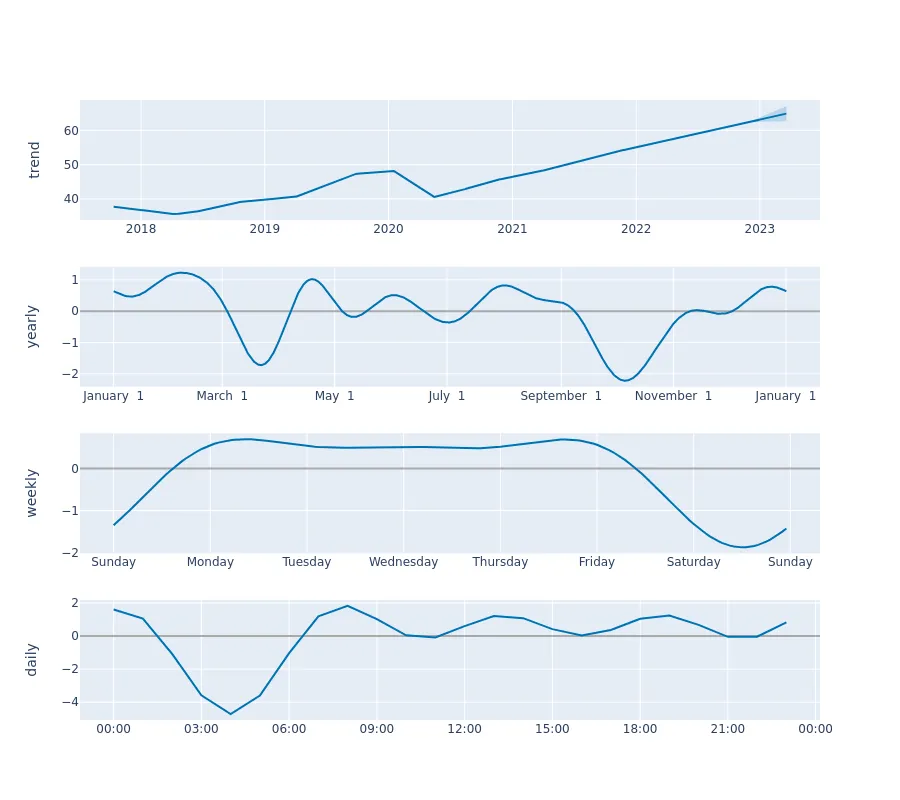 trend
60
50
40
2018 2019 2020 2021 2022 2023
yearly
1
0
−1
−2
January 1 March 1 May 1 July 1 September 1 November 1 January 1
weekly
0
−1
−2
Sunday Monday Tuesday Wednesday Thursday Friday Saturday Sunday
daily
2
0
−2
−4
00:00 03:00 06:00 09:00 12:00 15:00 18:00 21:00 00:00